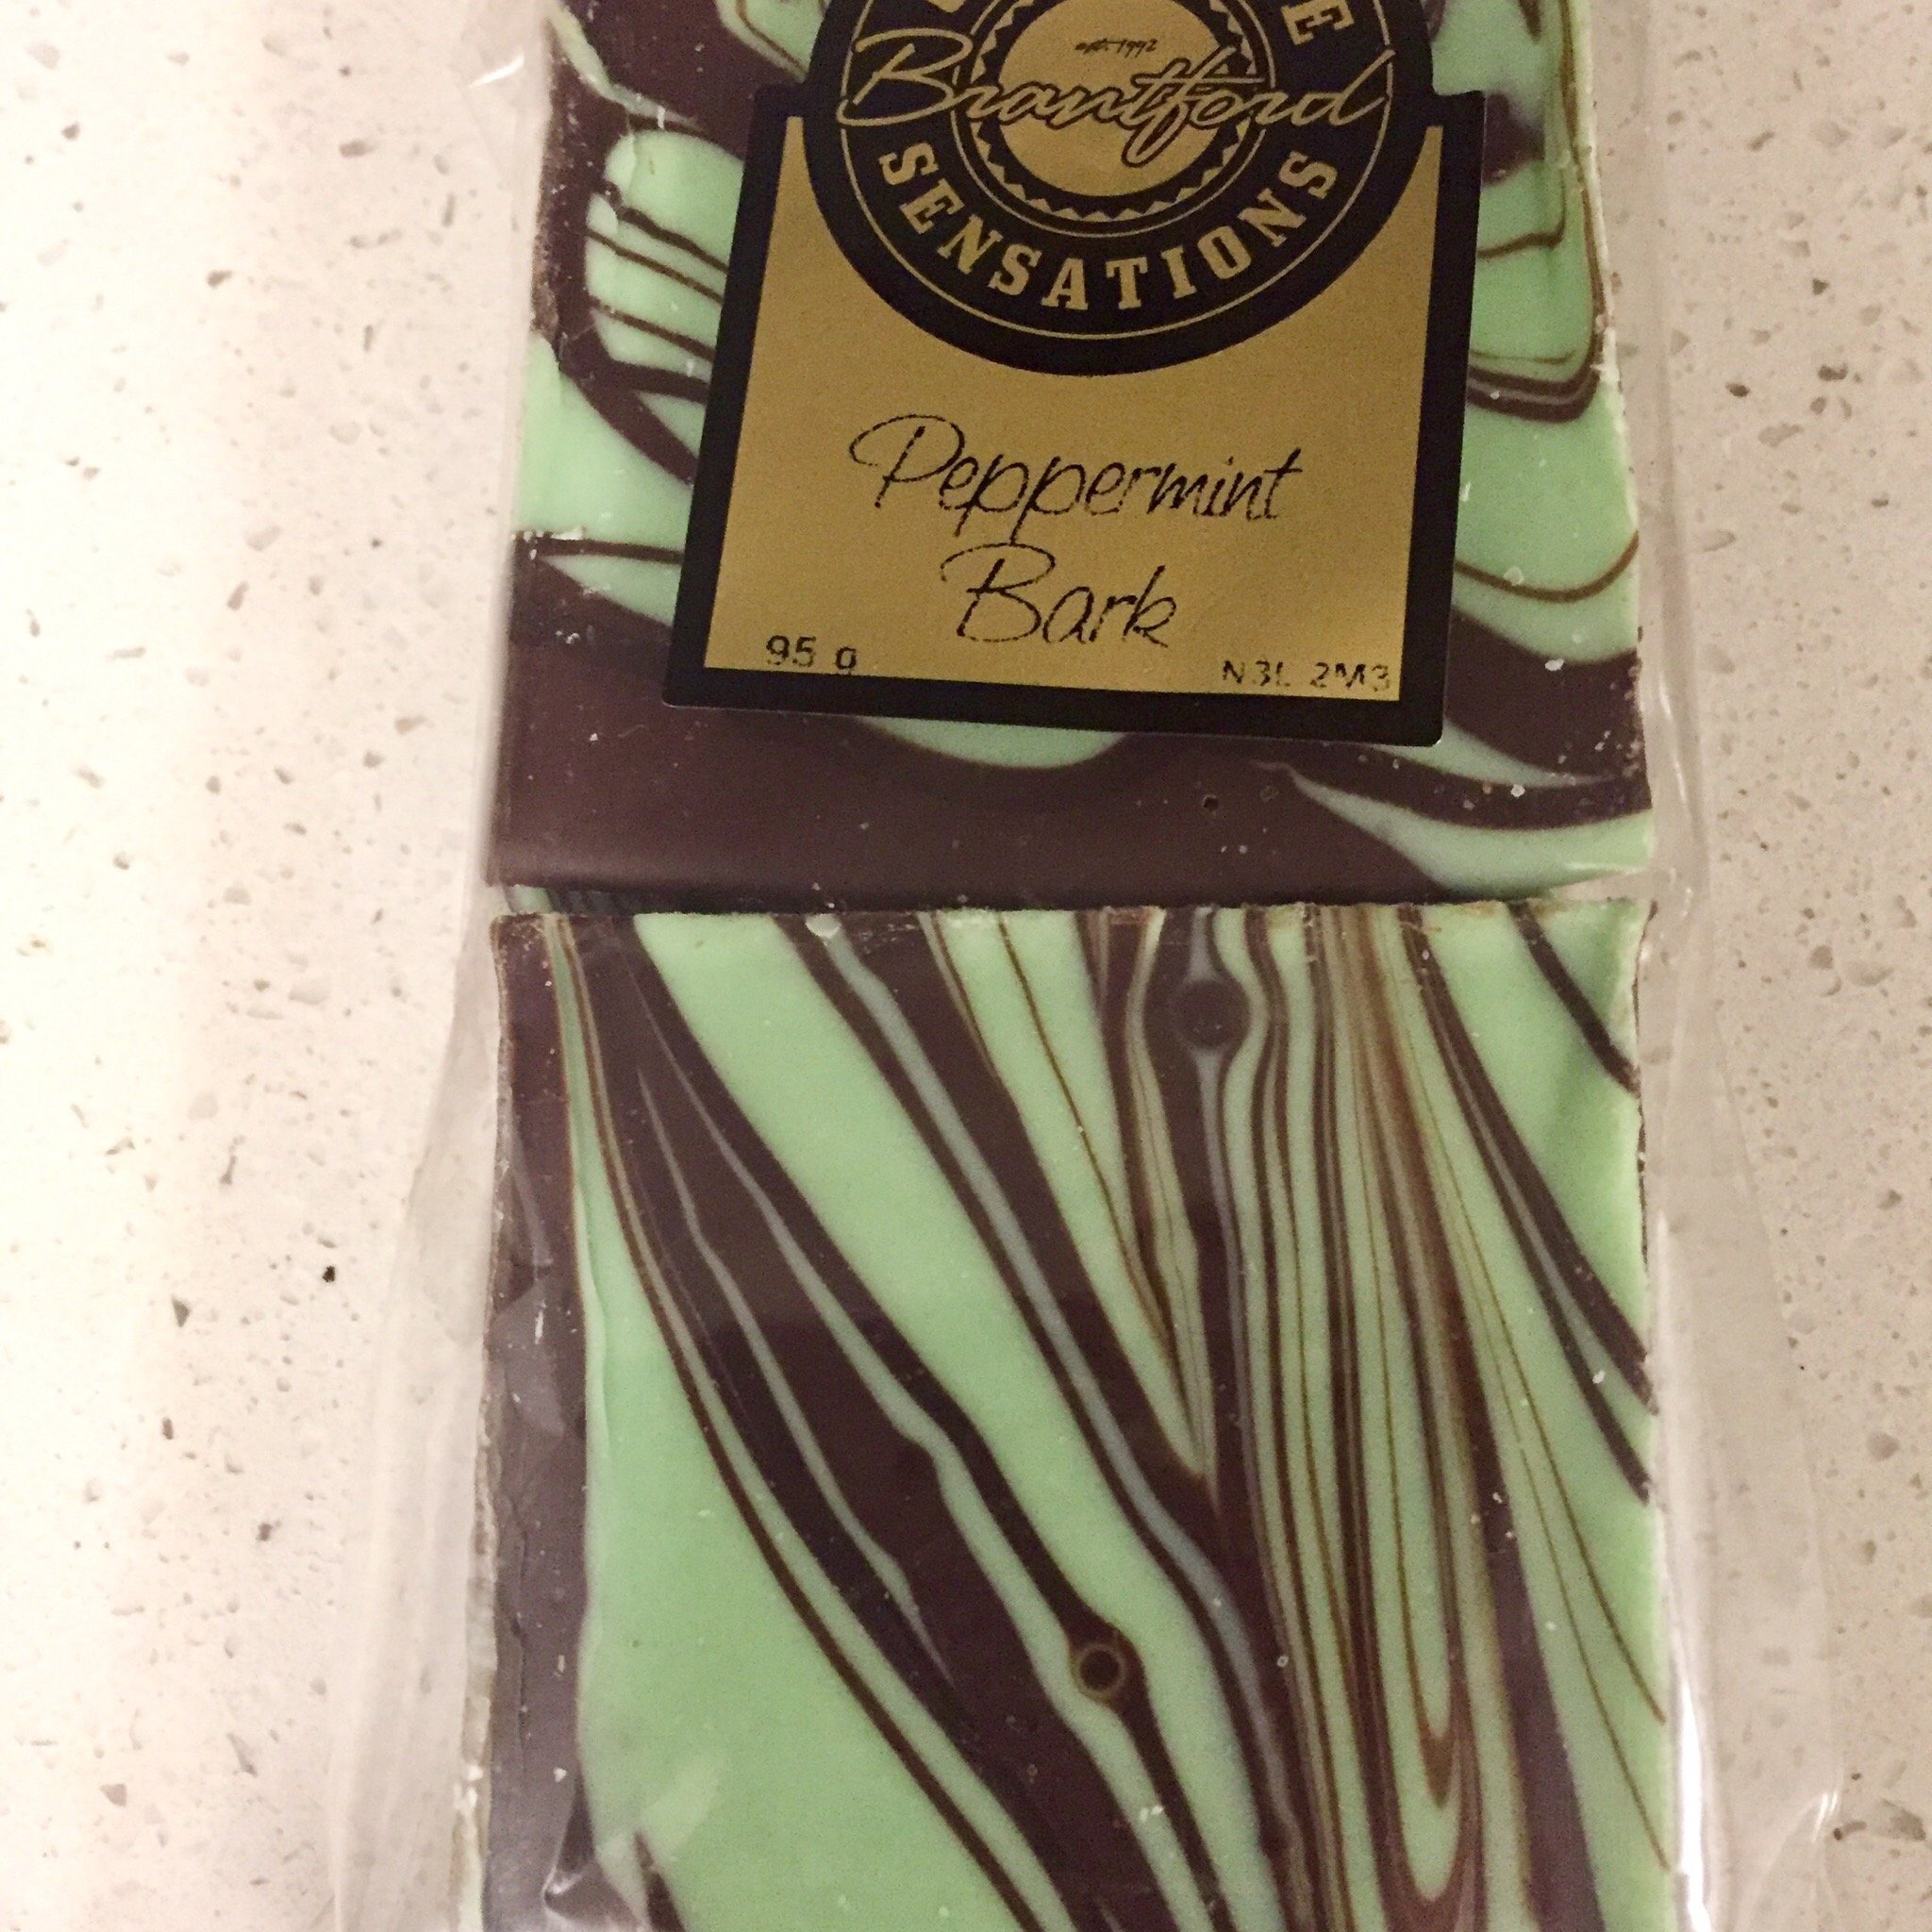 est. 1992
Brantford
SENSATIONS
Peppermint
Bark
95 g
N3L 2M3